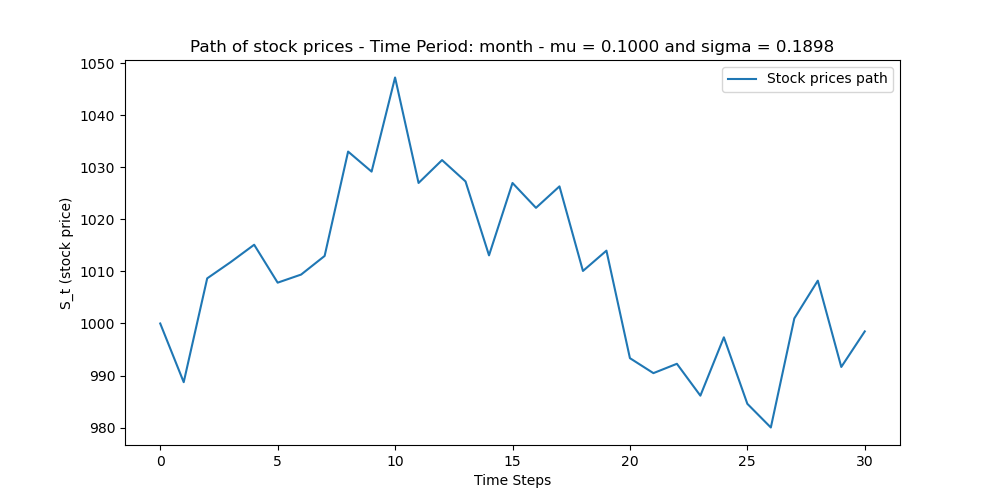 Path of stock prices - Time Period: month - mu = 0.1000 and sigma = 0.1898
Stock prices path
S_t (stock price)
1050
1040
1030
1020
1010
1000
990
980
0 5 10 15 20 25 30
Time Steps